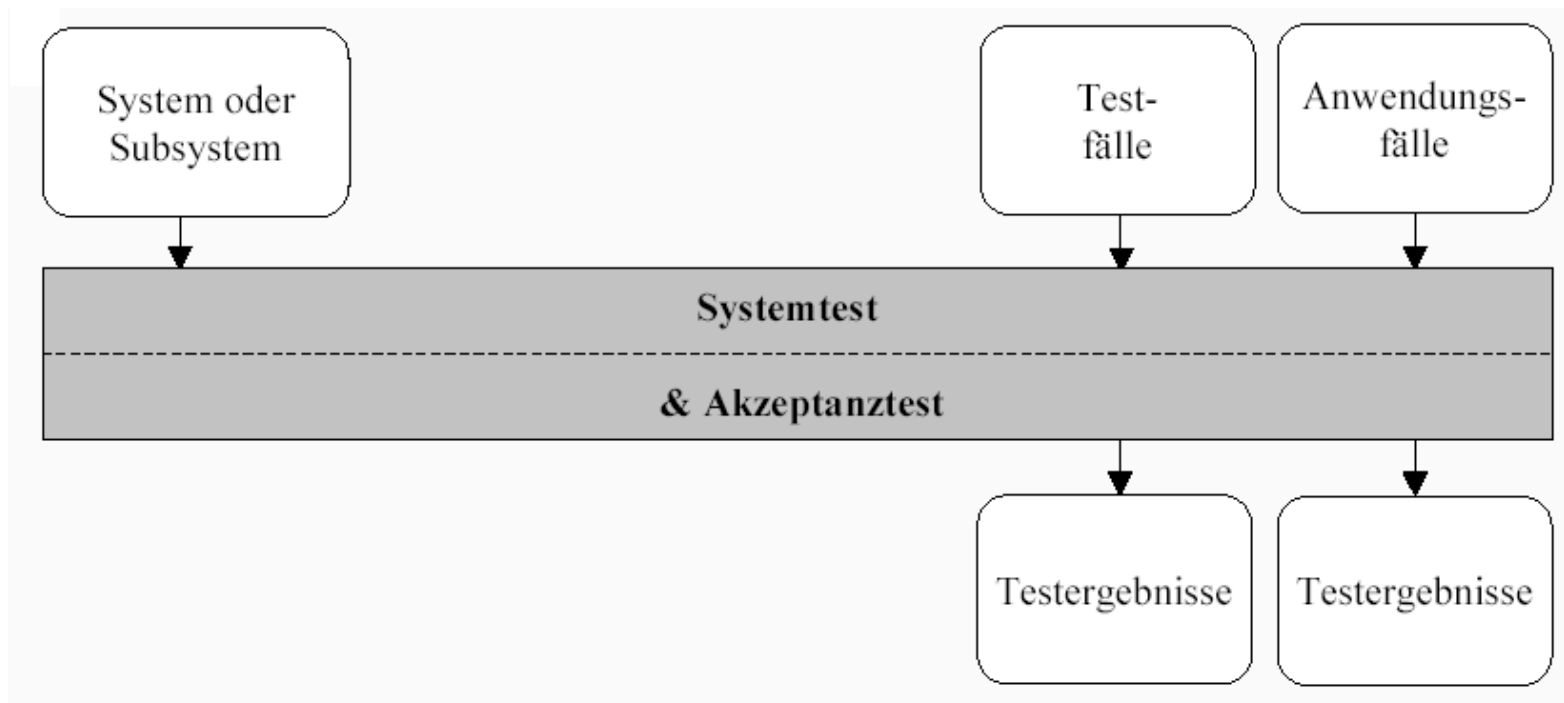 System oder
Subsystem
Test-
fälle
Anwendungs-
fälle
Systemtest
& Akzeptanztest
Testergebnisse
Testergebnisse